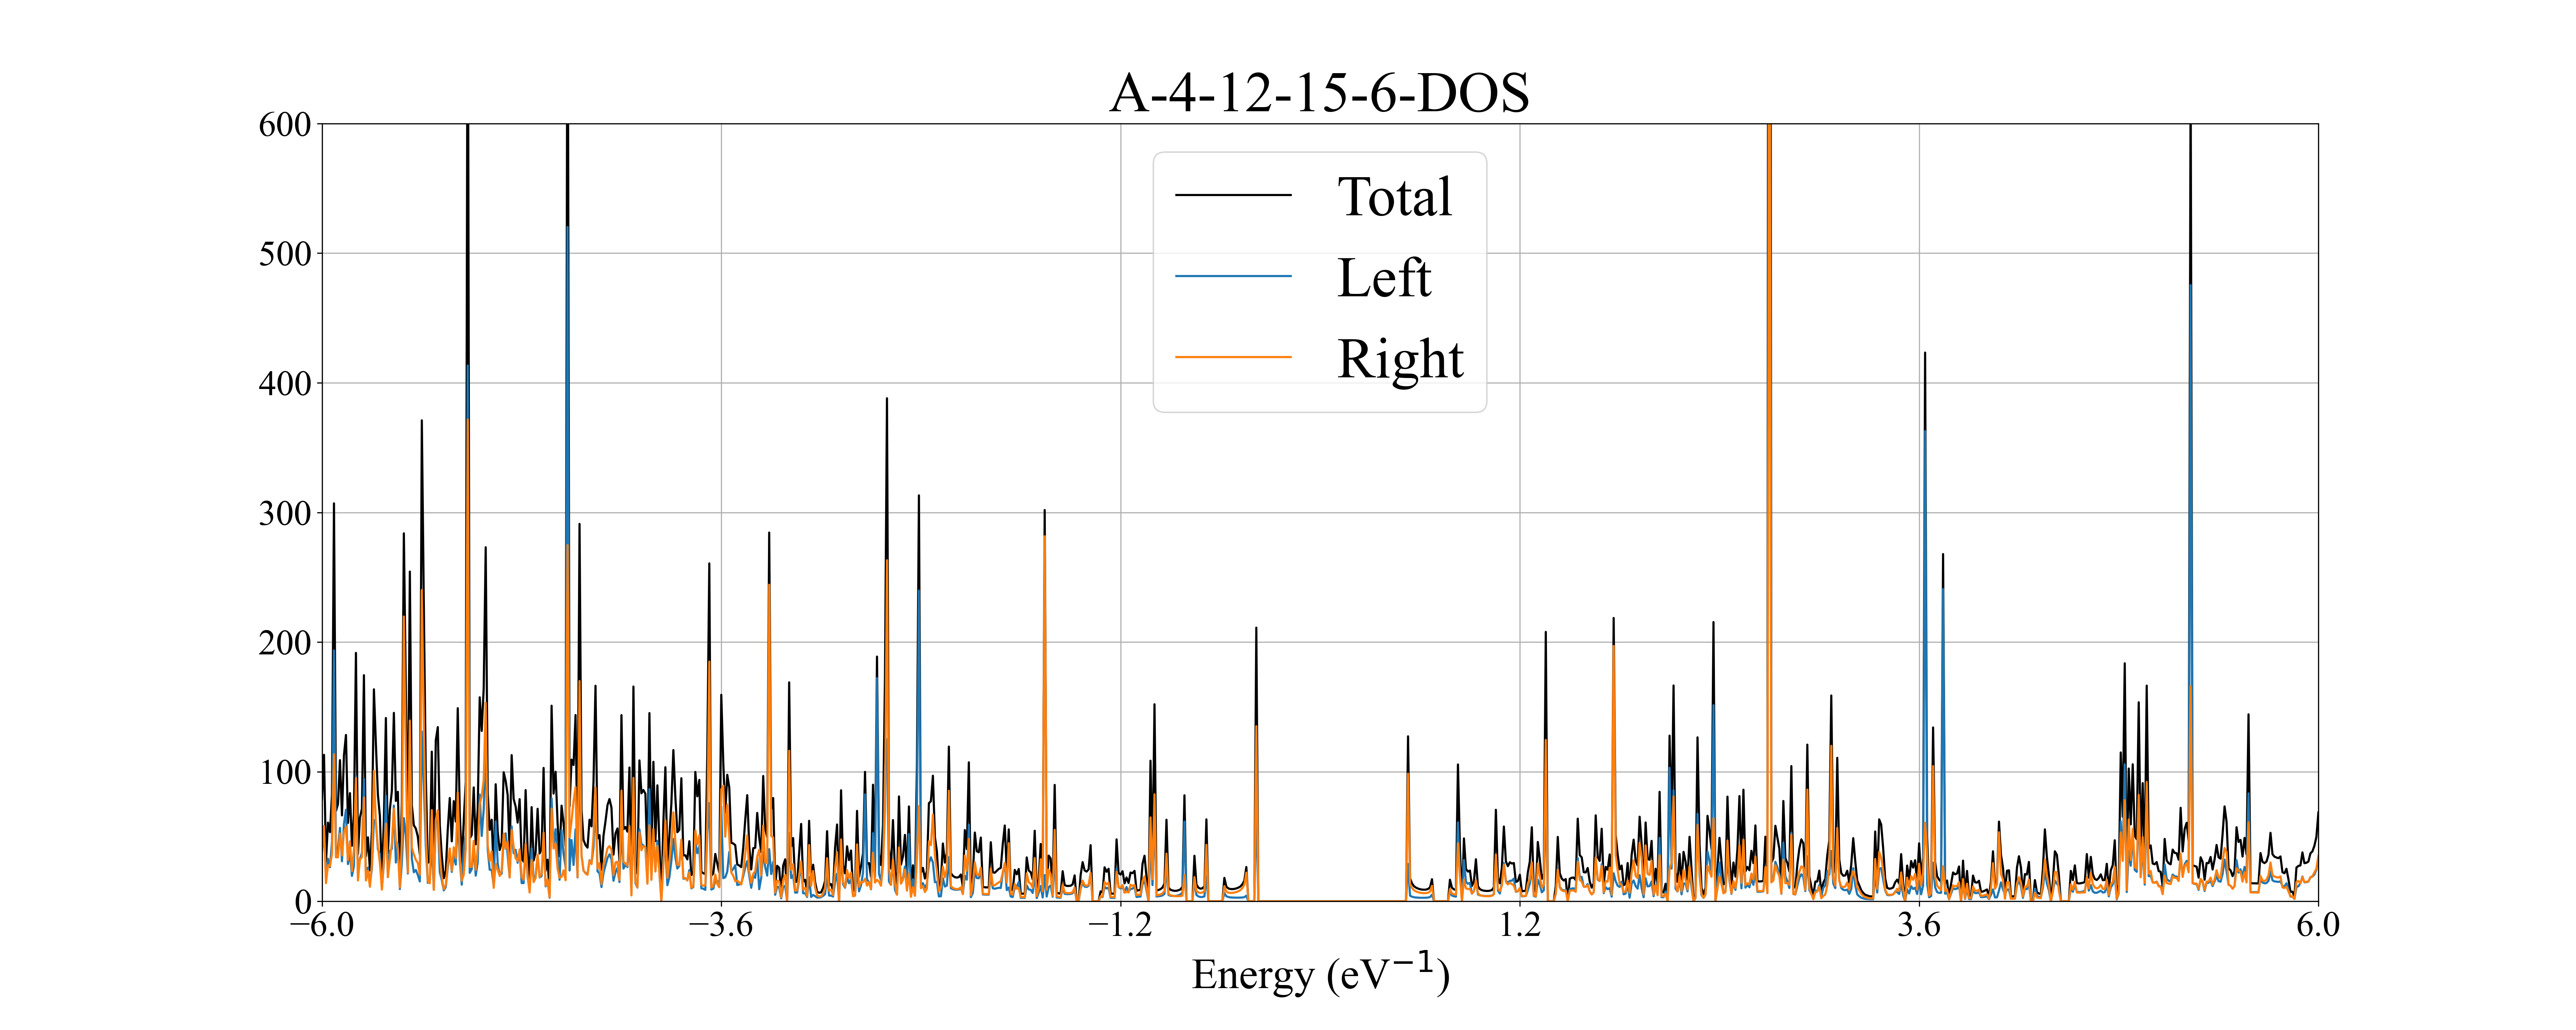 A-4-12-15-6-DOS
600
500
400
300
200
100
0
Total
Left
Right
−6.0 −3.6 −1.2 1.2 3.6 6.0
Energy (eV⁻¹)